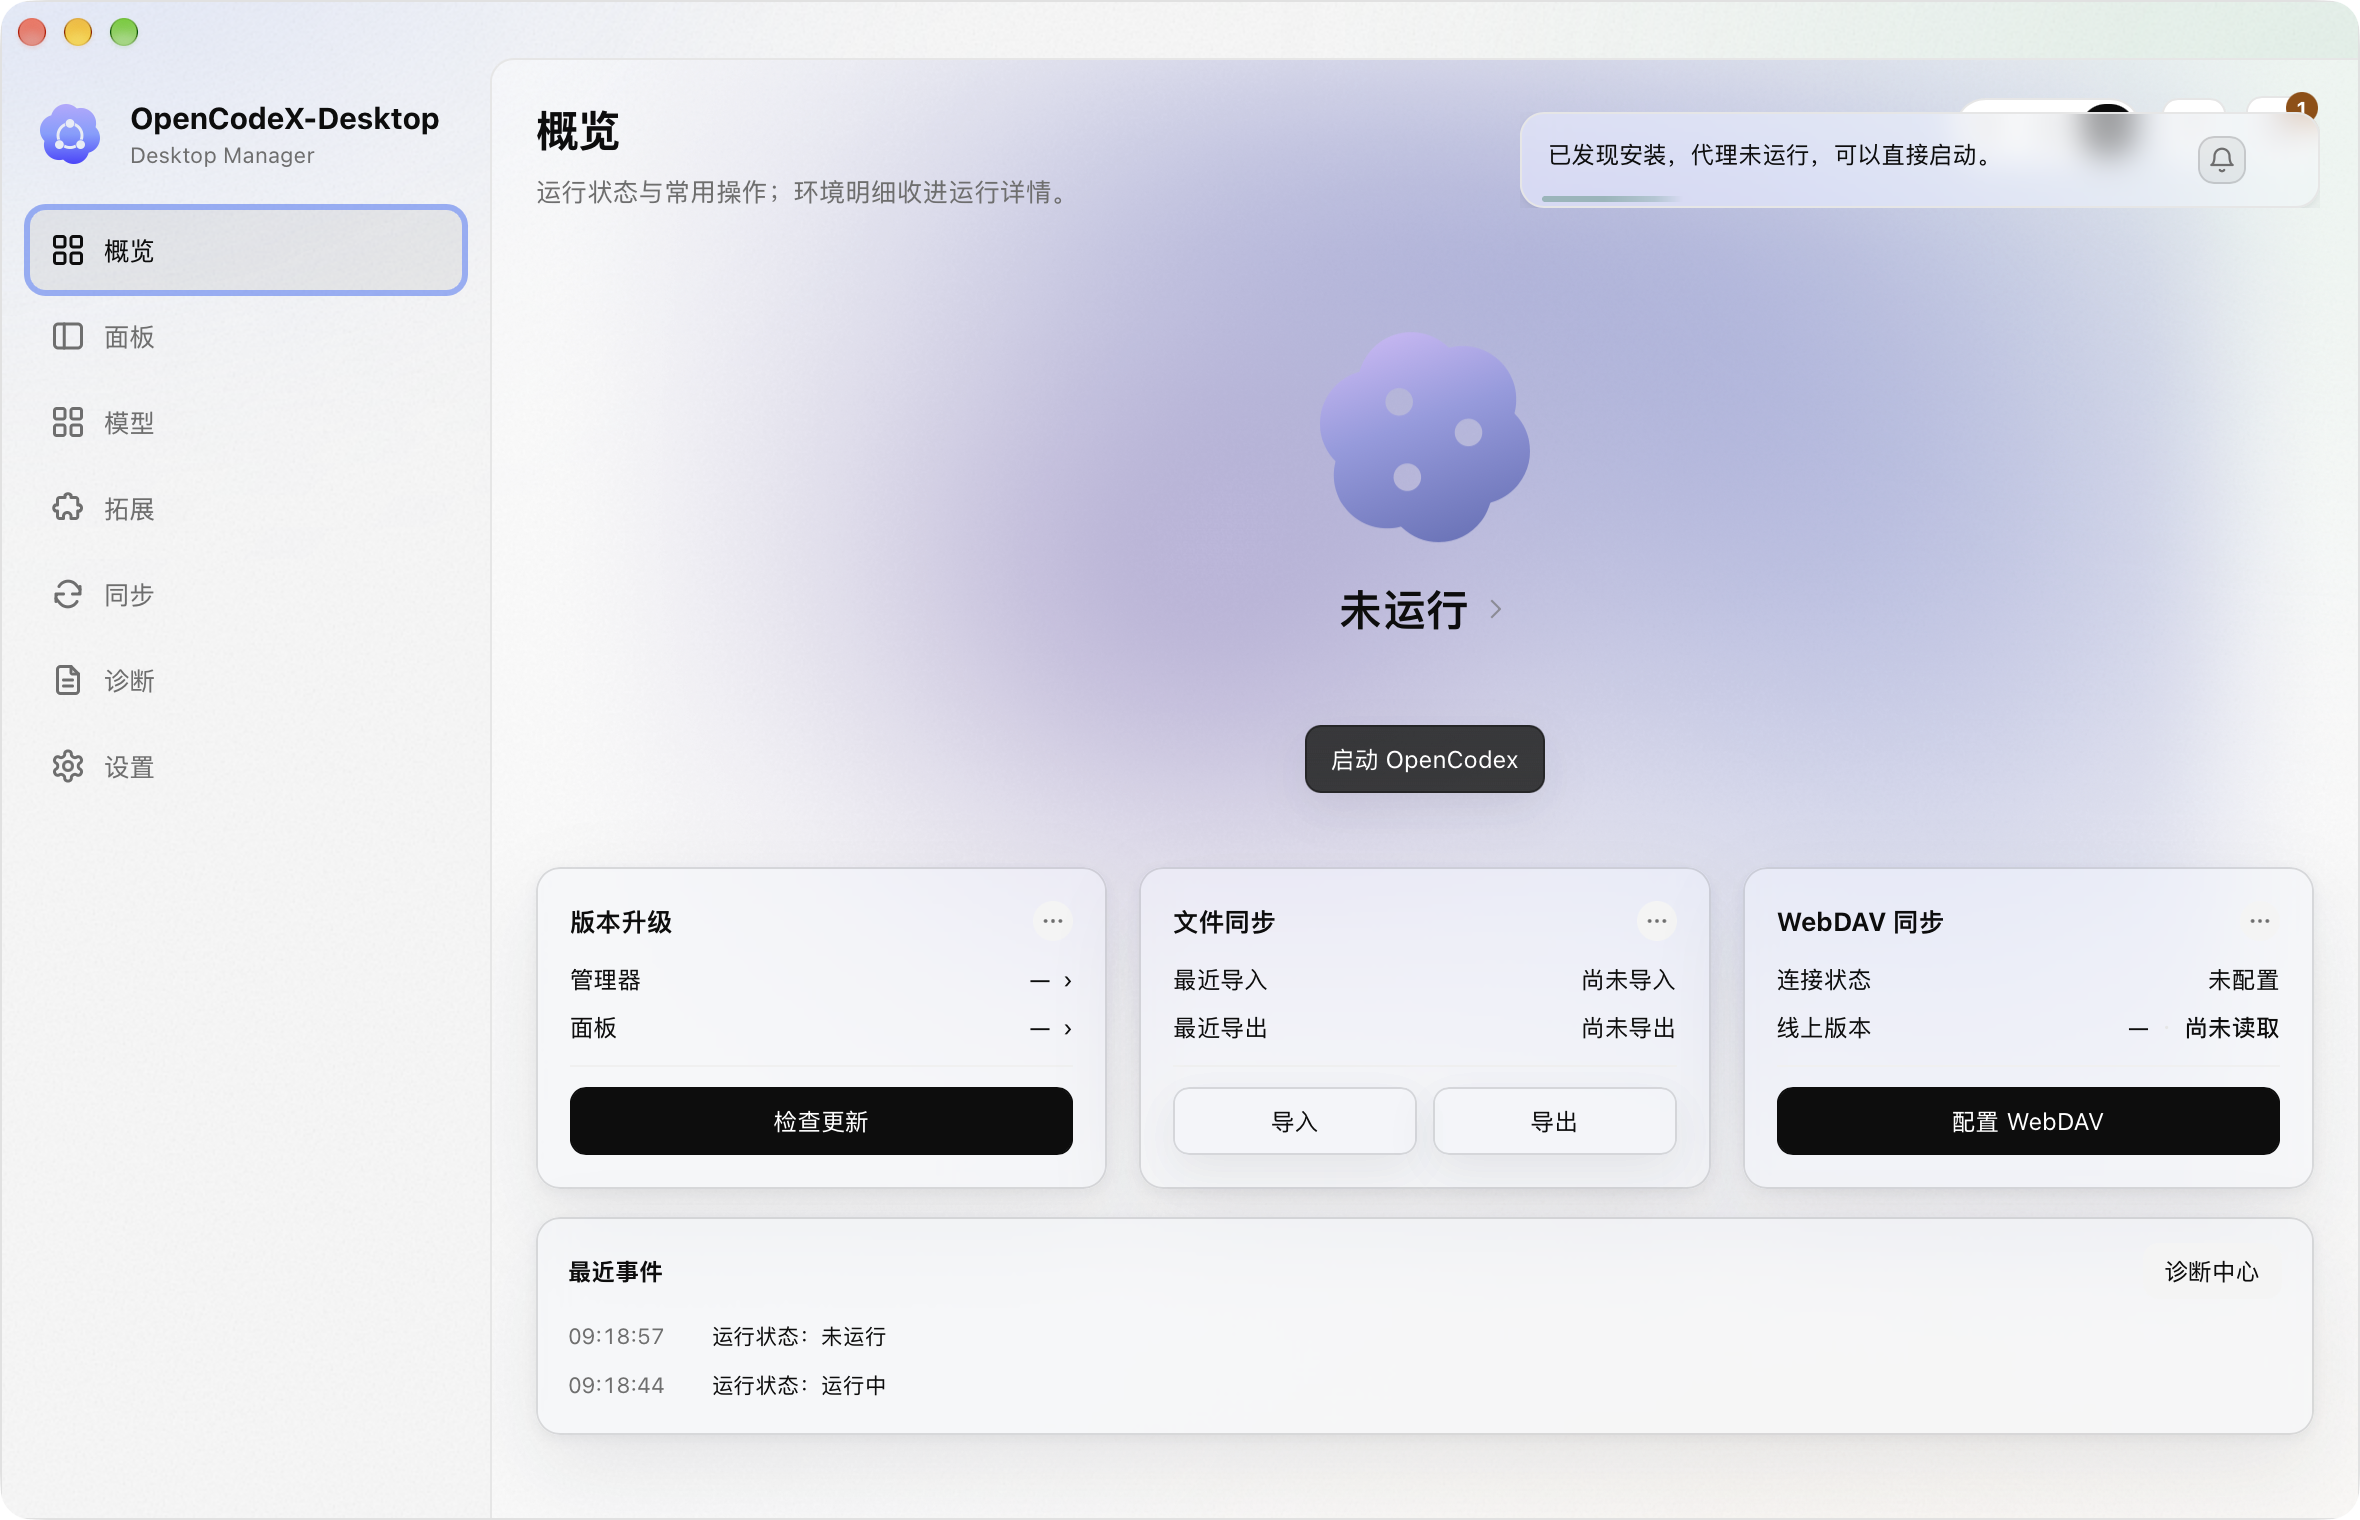 OpenCodeX-Desktop
Desktop Manager
概览
面板
模型
拓展
同步
诊断
设置
概览
运行状态与常用操作；环境明细收进运行详情。
1
已发现安装，代理未运行，可以直接启动。
未运行
启动 OpenCodex
版本升级
管理器 — ›
面板 — ›
检查更新
文件同步
最近导入 尚未导入
最近导出 尚未导出
导入 导出
WebDAV 同步
连接状态 未配置
线上版本 — · 尚未读取
配置 WebDAV
最近事件 诊断中心
09:18:57 运行状态：未运行
09:18:44 运行状态：运行中